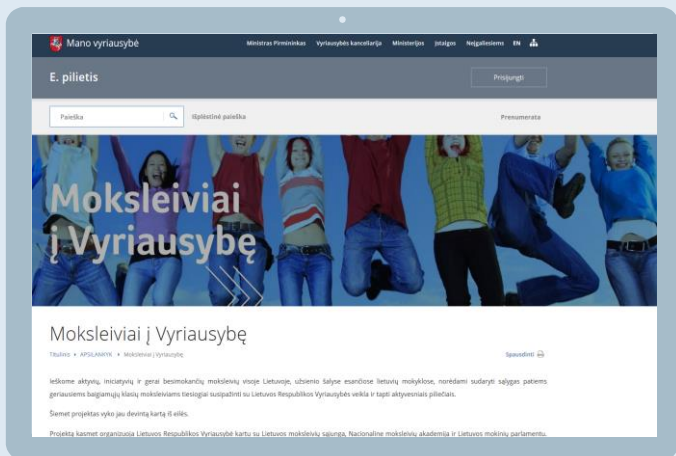 Mano vyriausybė
Ministras Pirmininkas Vyriausybės kanceliarija Ministerijos Įstaigos Neįgaliesiems EN
E. pilietis
Prisijungti
Paieška
Išplėstinė paieška
Prenumerata
Moksleiviai
į Vyriausybę
Moksleiviai į Vyriausybę
Titulinis APSILANKYK Moksleiviai į Vyriausybę
Spausdinti
Ieškome aktyvių, iniciatyvių ir gerai besimokančių moksleivių visoje Lietuvoje, užsienio šalyse esančiose lietuvių mokyklose, norėdami sudaryti sąlygas patiems
geriausiems baigiamųjų klasių moksleiviams tiesiogiai susipažinti su Lietuvos Respublikos Vyriausybės veikla ir tapti aktyvesniais piliečiais.
Šiemet projektas vyko jau devintą kartą iš eilės.
Projektą kasmet organizuoja Lietuvos Respublikos Vyriausybė kartu su Lietuvos moksleivių sąjunga, Nacionaline moksleivių akademija ir Lietuvos mokinių parlamentu.